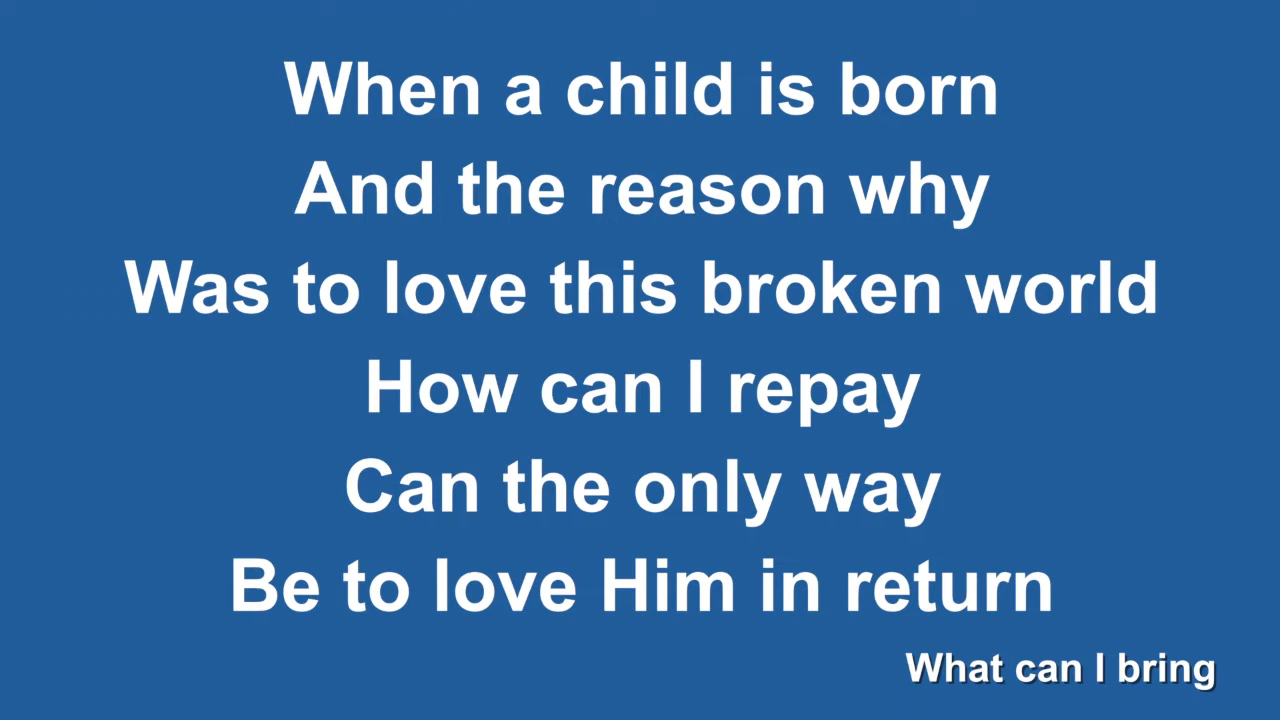 When a child is born
And the reason why
Was to love this broken world
How can I repay
Can the only way
Be to love Him in return
What can I bring